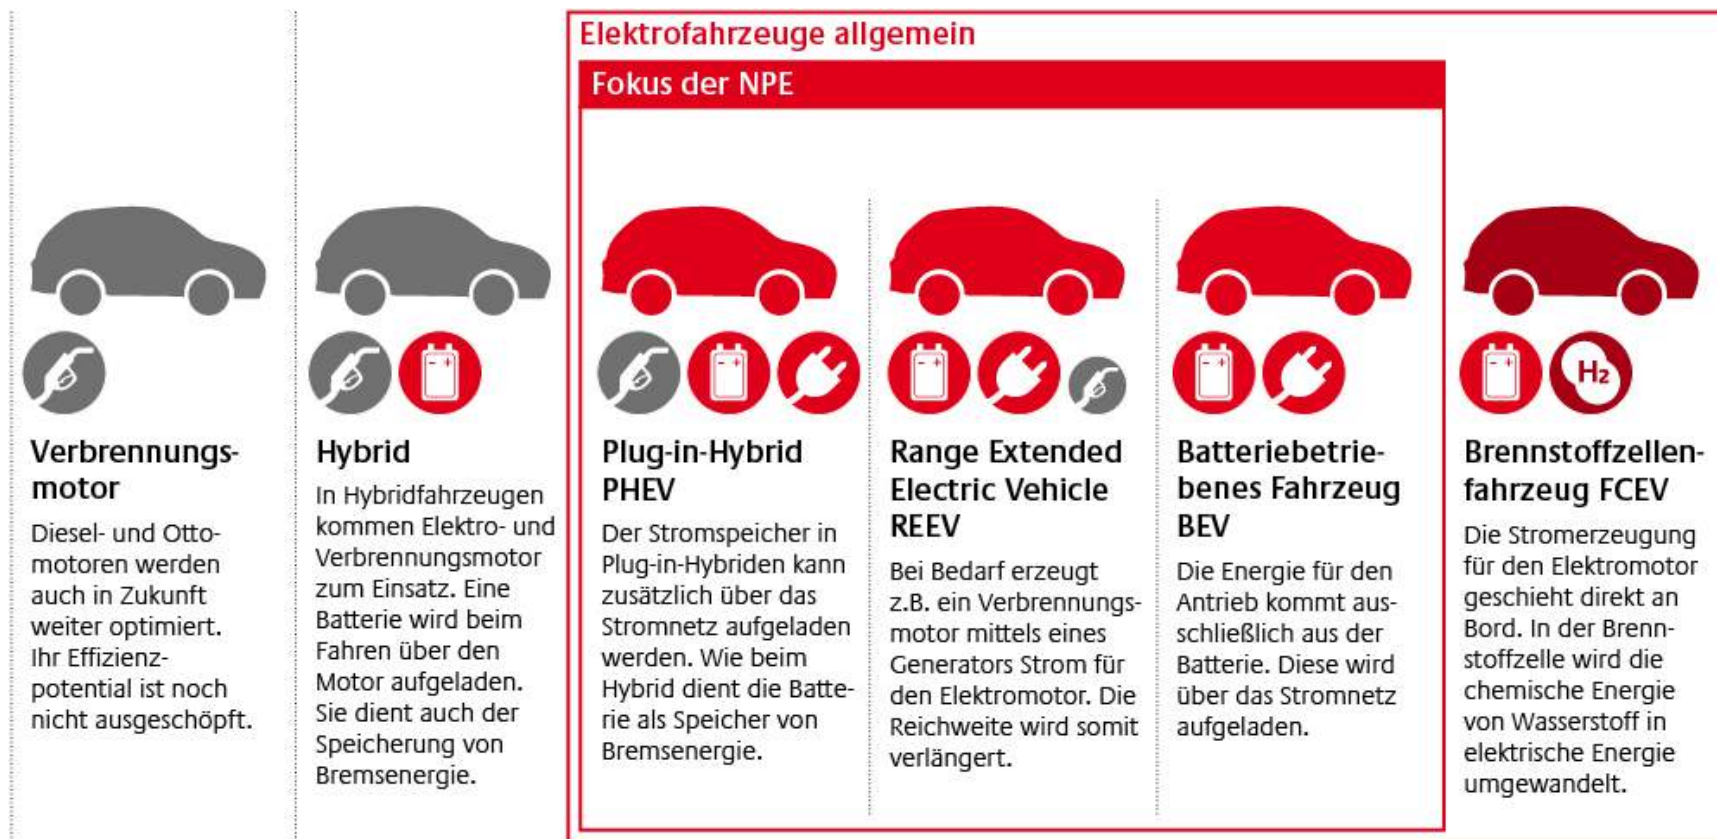 Elektrofahrzeuge allgemein
Fokus der NPE
- +
- +
- +
- +
- +
H2
Verbrennungs-
motor
Diesel- und Otto-
motoren werden
auch in Zukunft
weiter optimiert.
Ihr Effizienz-
potential ist noch
nicht ausgeschöpft.
Hybrid
In Hybridfahrzeugen
kommen Elektro- und
Verbrennungsmotor
zum Einsatz. Eine
Batterie wird beim
Fahren über den
Motor aufgeladen.
Sie dient auch der
Speicherung von
Bremsenergie.
Plug-in-Hybrid
PHEV
Der Stromspeicher in
Plug-in-Hybriden kann
zusätzlich über das
Stromnetz aufgeladen
werden. Wie beim
Hybrid dient die Batte-
rie als Speicher von
Bremsenergie.
Range Extended
Electric Vehicle
REEV
Bei Bedarf erzeugt
z.B. ein Verbrennungs-
motor mittels eines
Generators Strom für
den Elektromotor. Die
Reichweite wird somit
verlängert.
Batteriebetrie-
benes Fahrzeug
BEV
Die Energie für den
Antrieb kommt aus-
schließlich aus der
Batterie. Diese wird
über das Stromnetz
aufgeladen.
Brennstoffzellen-
fahrzeug FCEV
Die Stromerzeugung
für den Elektromotor
geschieht direkt an
Bord. In der Brenn-
stoffzelle wird die
chemische Energie
von Wasserstoff in
elektrische Energie
umgewandelt.